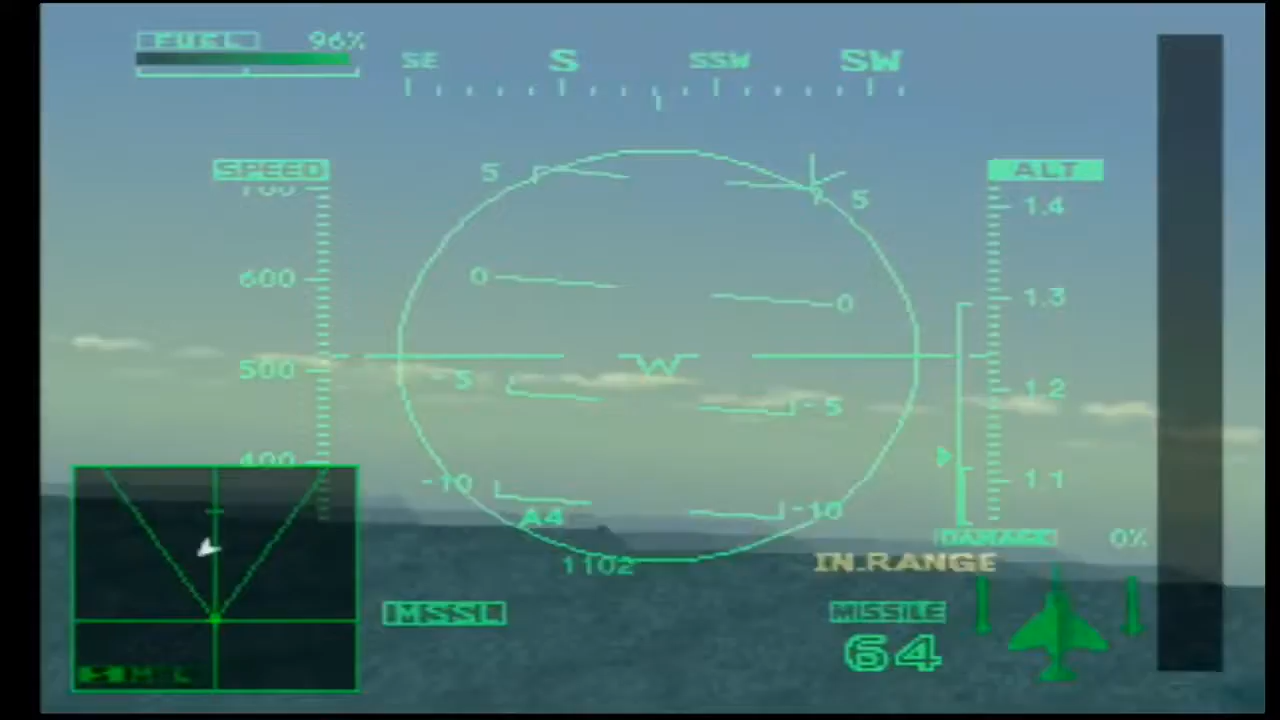 FUEL 96%
SE S SSW SW
SPEED
ALT
700
5
5
1.4
600
0
0
1.3
500
-5
-5
1.2
400
-10
-10
1.1
A4
1102
DAMAGE 0%
IN.RANGE
MISSILE
64